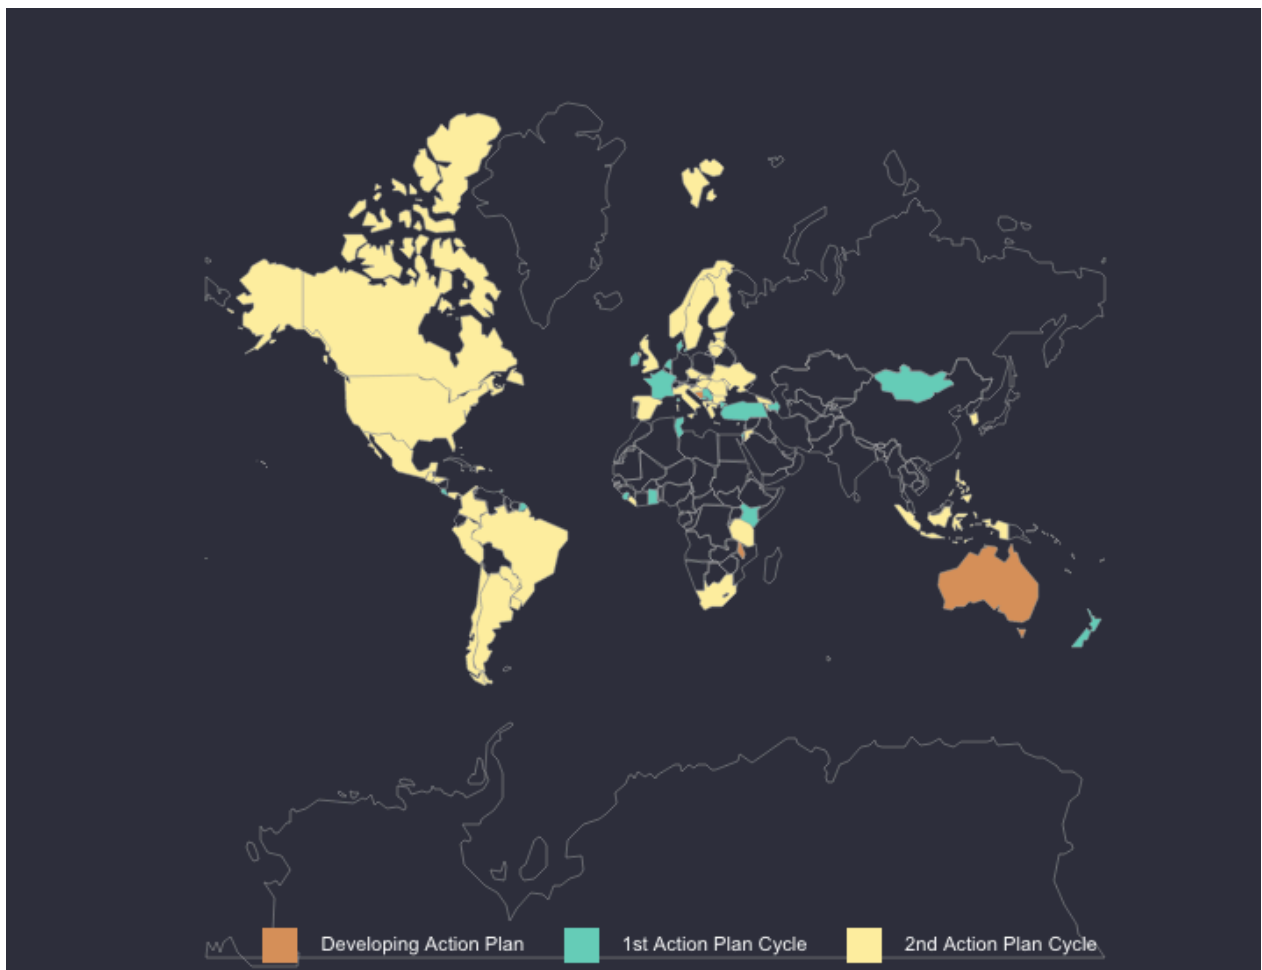 Developing Action Plan
1st Action Plan Cycle
2nd Action Plan Cycle